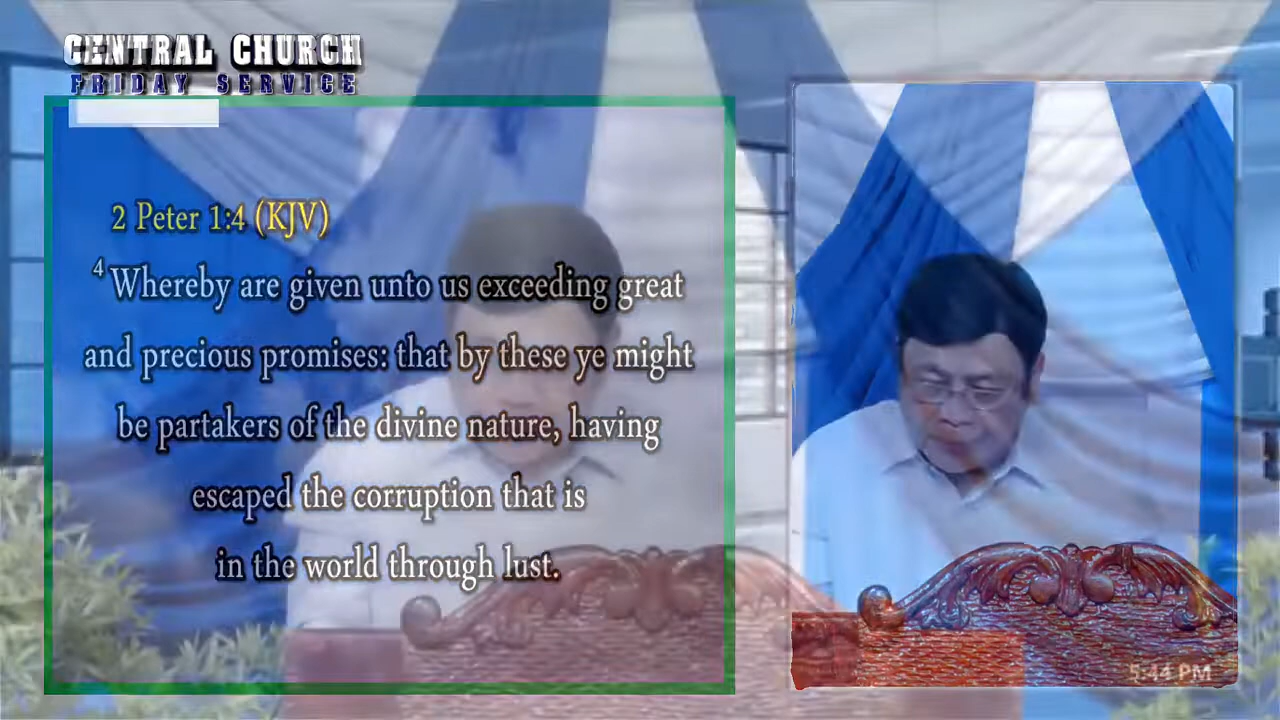 CENTRAL CHURCH
FRIDAY SERVICE
2 Peter 1:4 (KJV)
4 Whereby are given unto us exceeding great
and precious promises: that by these ye might
be partakers of the divine nature, having
escaped the corruption that is
in the world through lust.
5:44 PM